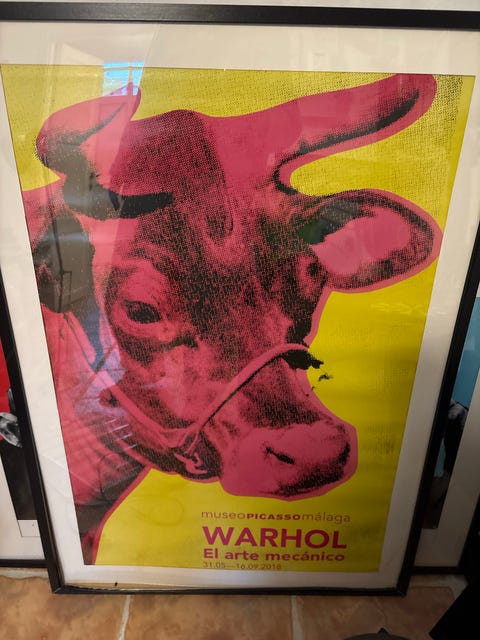 museoPICASSOmálaga
WARHOL
El arte mecánico
31.05—16.09.2018